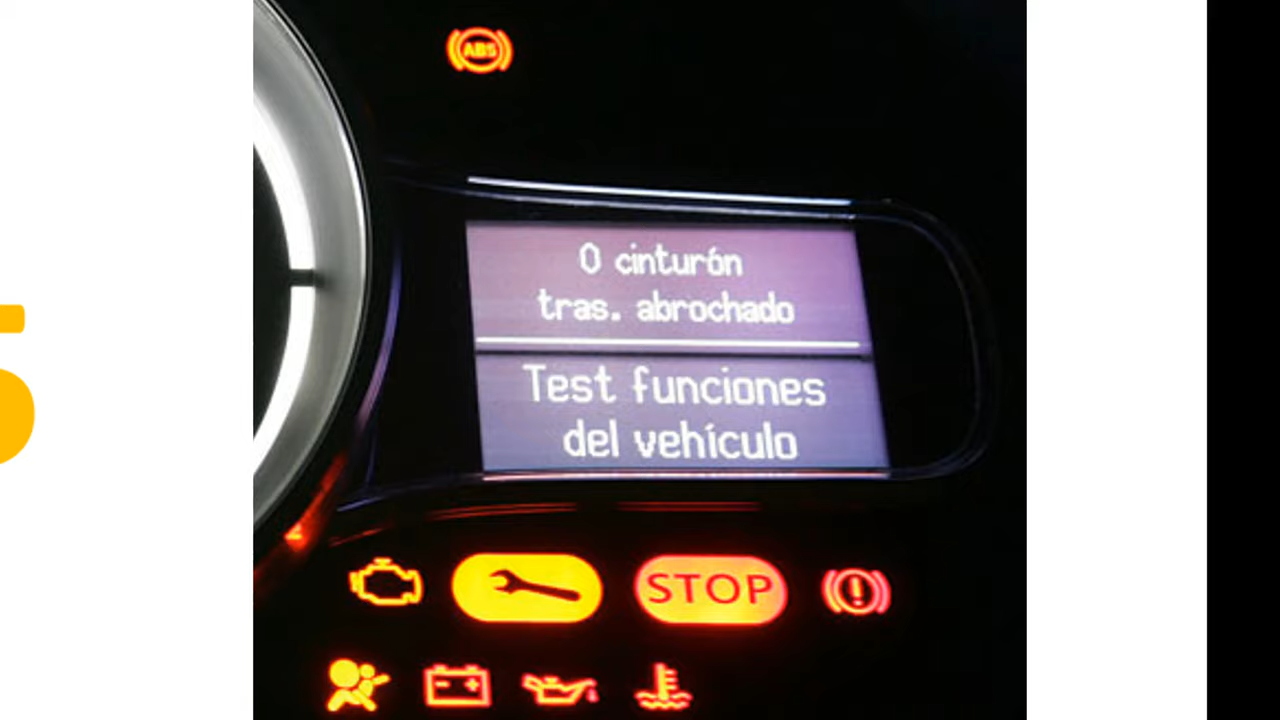 ABS
0 cinturón
tras. abrochado
Test funciones
del vehículo
STOP